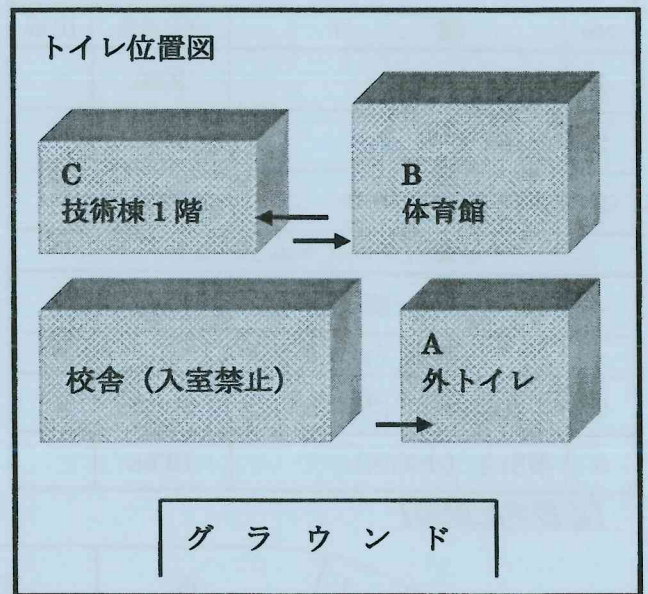 トイレ位置図
C
技術棟１階
B
体育館
校舎（入室禁止）
A
外トイレ
グ ラ ウ ン ド